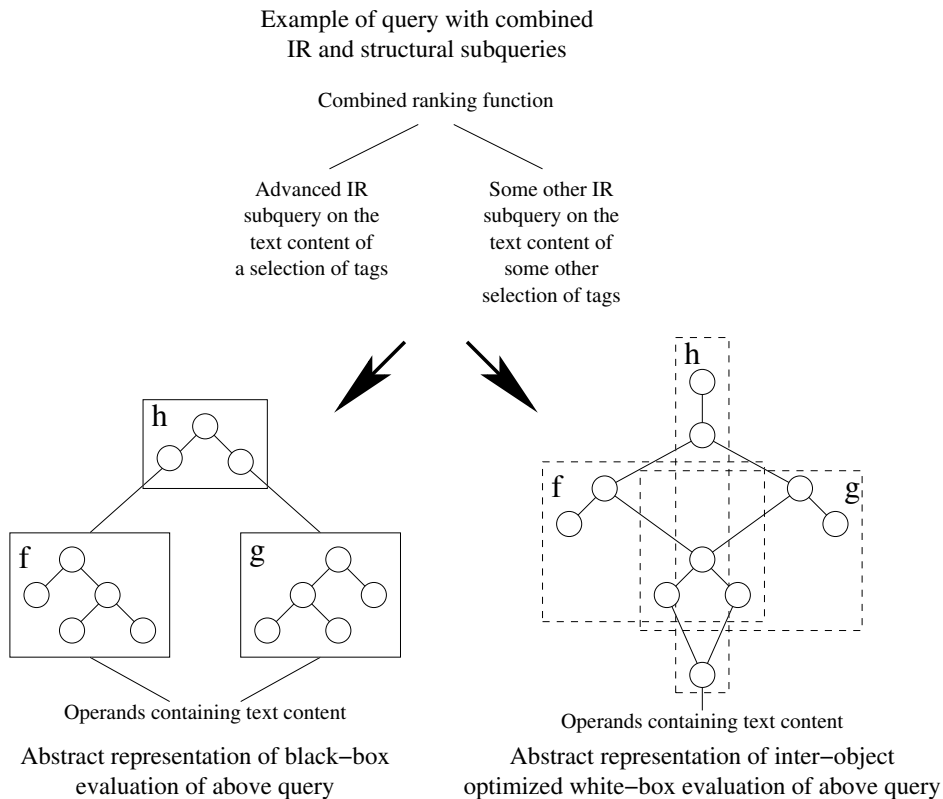 Example of query with combined
IR and structural subqueries
Combined ranking function
Advanced IR
subquery on the
text content of
a selection of tags
Some other IR
subquery on the
text content of
some other
selection of tags
h
f
g
Operands containing text content
Abstract representation of black−box
evaluation of above query
h
f
g
Operands containing text content
Abstract representation of inter−object
optimized white−box evaluation of above query